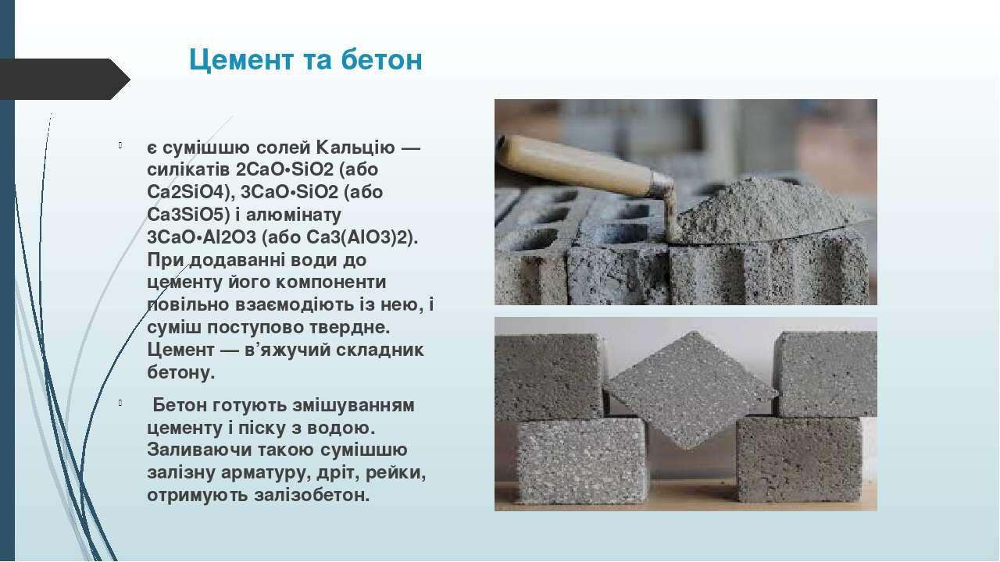 Цемент та бетон
є сумішшю солей Кальцію —
силікатів 2CaO•SiO2 (або
Ca2SiO4), 3CaO•SiO2 (або
Ca3SiO5) і алюмінату
3CaO•Al2O3 (або Ca3(AlO3)2).
При додаванні води до
цементу його компоненти
повільно взаємодіють із нею, і
суміш поступово твердне.
Цемент — в’яжучий складник
бетону.
Бетон готують змішуванням
цементу і піску з водою.
Заливаючи такою сумішшю
залізну арматуру, дріт, рейки,
отримують залізобетон.